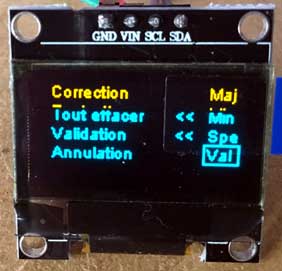 GND VIN SCL SDA
Correction Maj
Tout effacer << Min
Validation << Spe
Annulation Val